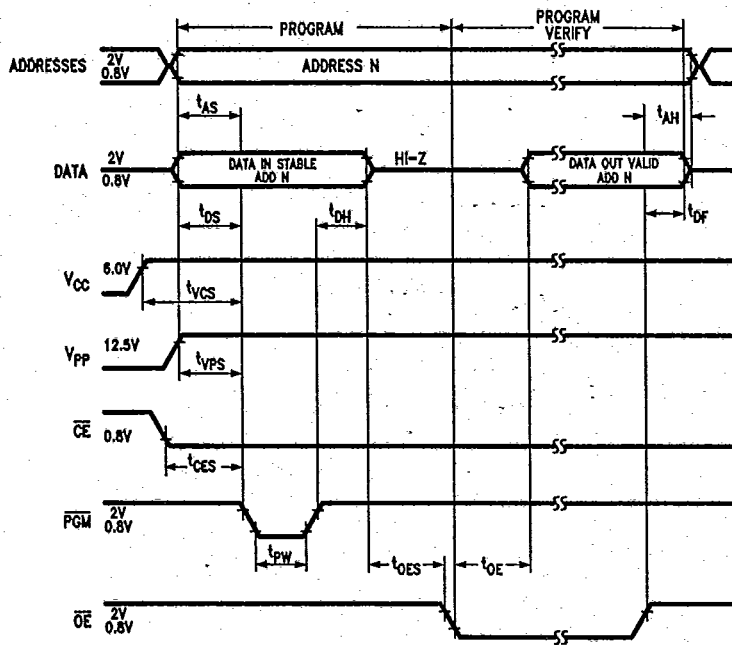 PROGRAM
PROGRAM
VERIFY
ADDRESSES
2V
0.8V
ADDRESS N
tAS
tAH
DATA
2V
0.8V
DATA IN STABLE
ADD N
HI-Z
DATA OUT VALID
ADD N
tDS
tDH
tDF
VCC
6.0V
tVCS
VPP
12.5V
tVPS
CE
0.8V
tCES
PGM
2V
0.8V
tPW
tOES
tOE
OE
2V
0.8V